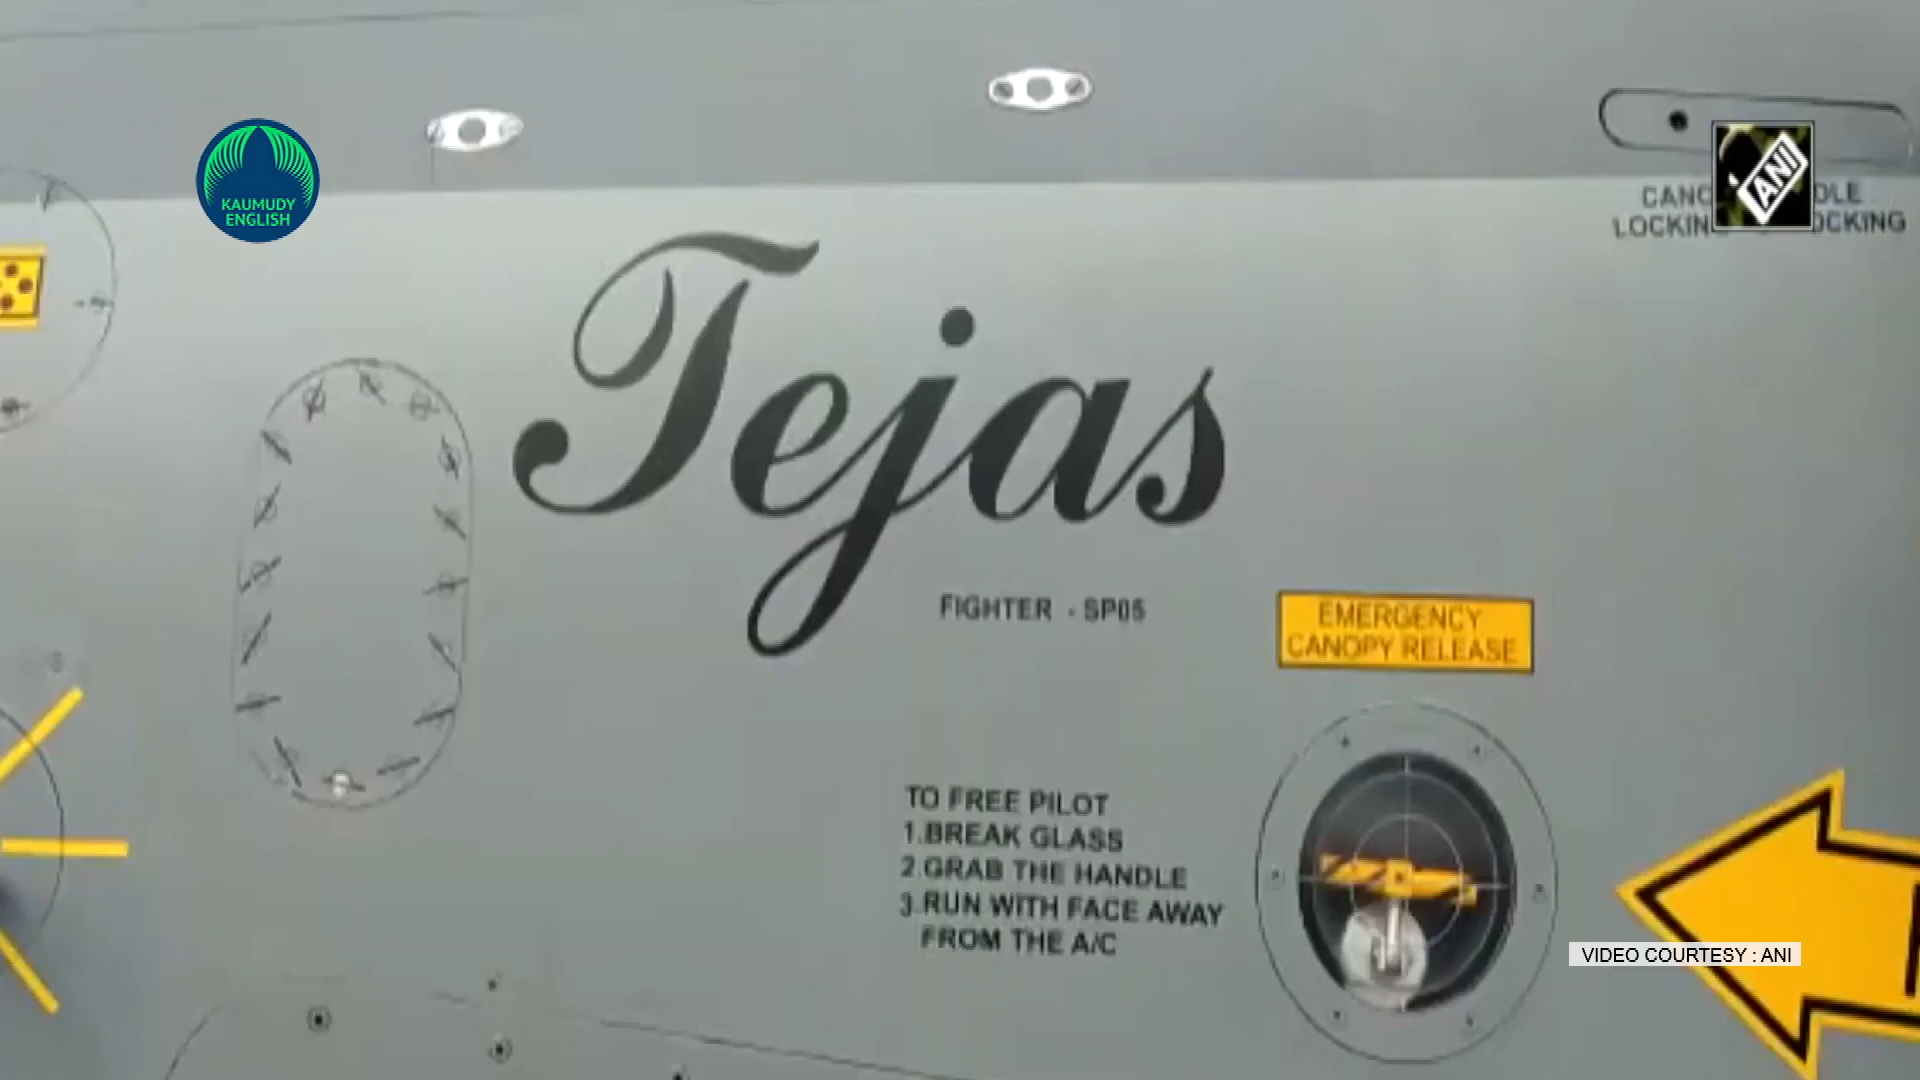 KAUMUDY
ENGLISH
ANI
LOCKING
Tejas
FIGHTER - SP05
EMERGENCY
CANOPY RELEASE
TO FREE PILOT
1.BREAK GLASS
2.GRAB THE HANDLE
3.RUN WITH FACE AWAY
FROM THE A/C
VIDEO COURTESY : ANI